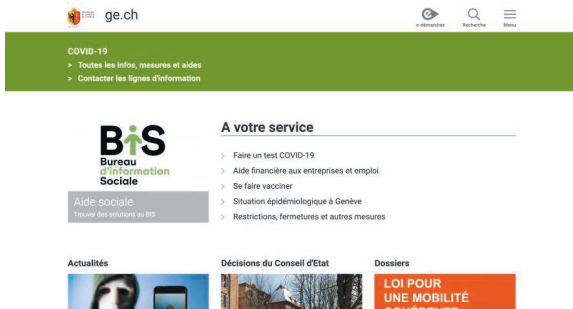 ge.ch
e-démarches
Recherche
Menu
COVID-19
> Toutes les infos, mesures et aides
> Contacter les lignes d'information
BiS
Bureau
d'information
Sociale
Aide sociale
Trouver des solutions au BIS
A votre service
> Faire un test COVID-19
> Aide financière aux entreprises et emploi
> Se faire vacciner
> Situation épidémiologique à Genève
> Restrictions, fermetures et autres mesures
Actualités
Décisions du Conseil d'Etat
Dossiers
LOI POUR
UNE MOBILITÉ
COHÉRENTE